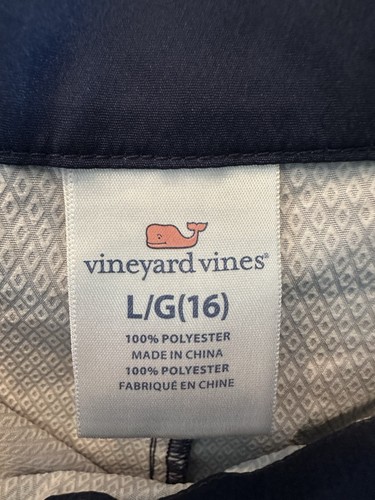 vineyard vines®
L/G(16)
100% POLYESTER
MADE IN CHINA
100% POLYESTER
FABRIQUÉ EN CHINE